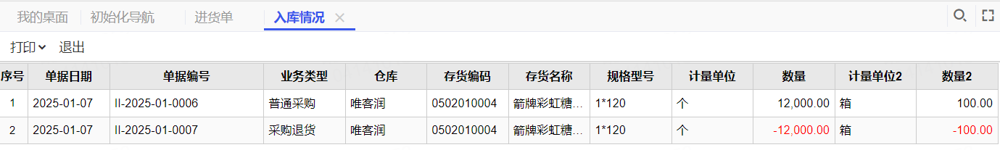 我的桌面 初始化导航 进货单 入库情况
打印 退出
序号 单据日期 单据编号 业务类型 仓库 存货编码 存货名称 规格型号 计量单位 数量 计量单位2 数量2
1 2025-01-07 II-2025-01-0006 普通采购 唯客润 0502010004 箭牌彩虹糖... 1*120 个 12,000.00 箱 100.00
2 2025-01-07 II-2025-01-0007 采购退货 唯客润 0502010004 箭牌彩虹糖... 1*120 个 -12,000.00 箱 -100.00